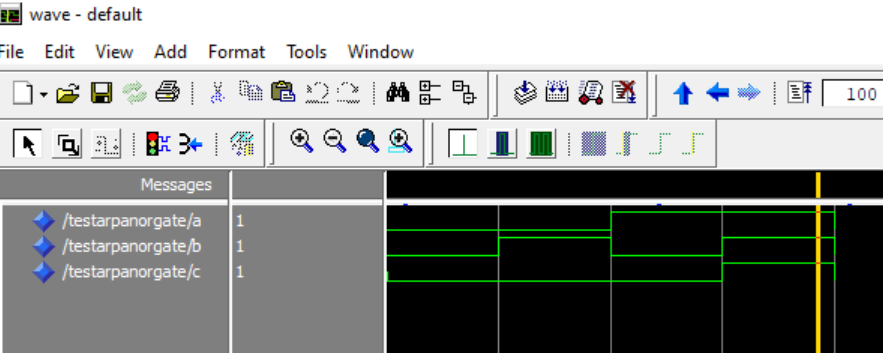 wave - default
File Edit View Add Format Tools Window
100
Messages
/testarpanorgate/a 1
/testarpanorgate/b 1
/testarpanorgate/c 1